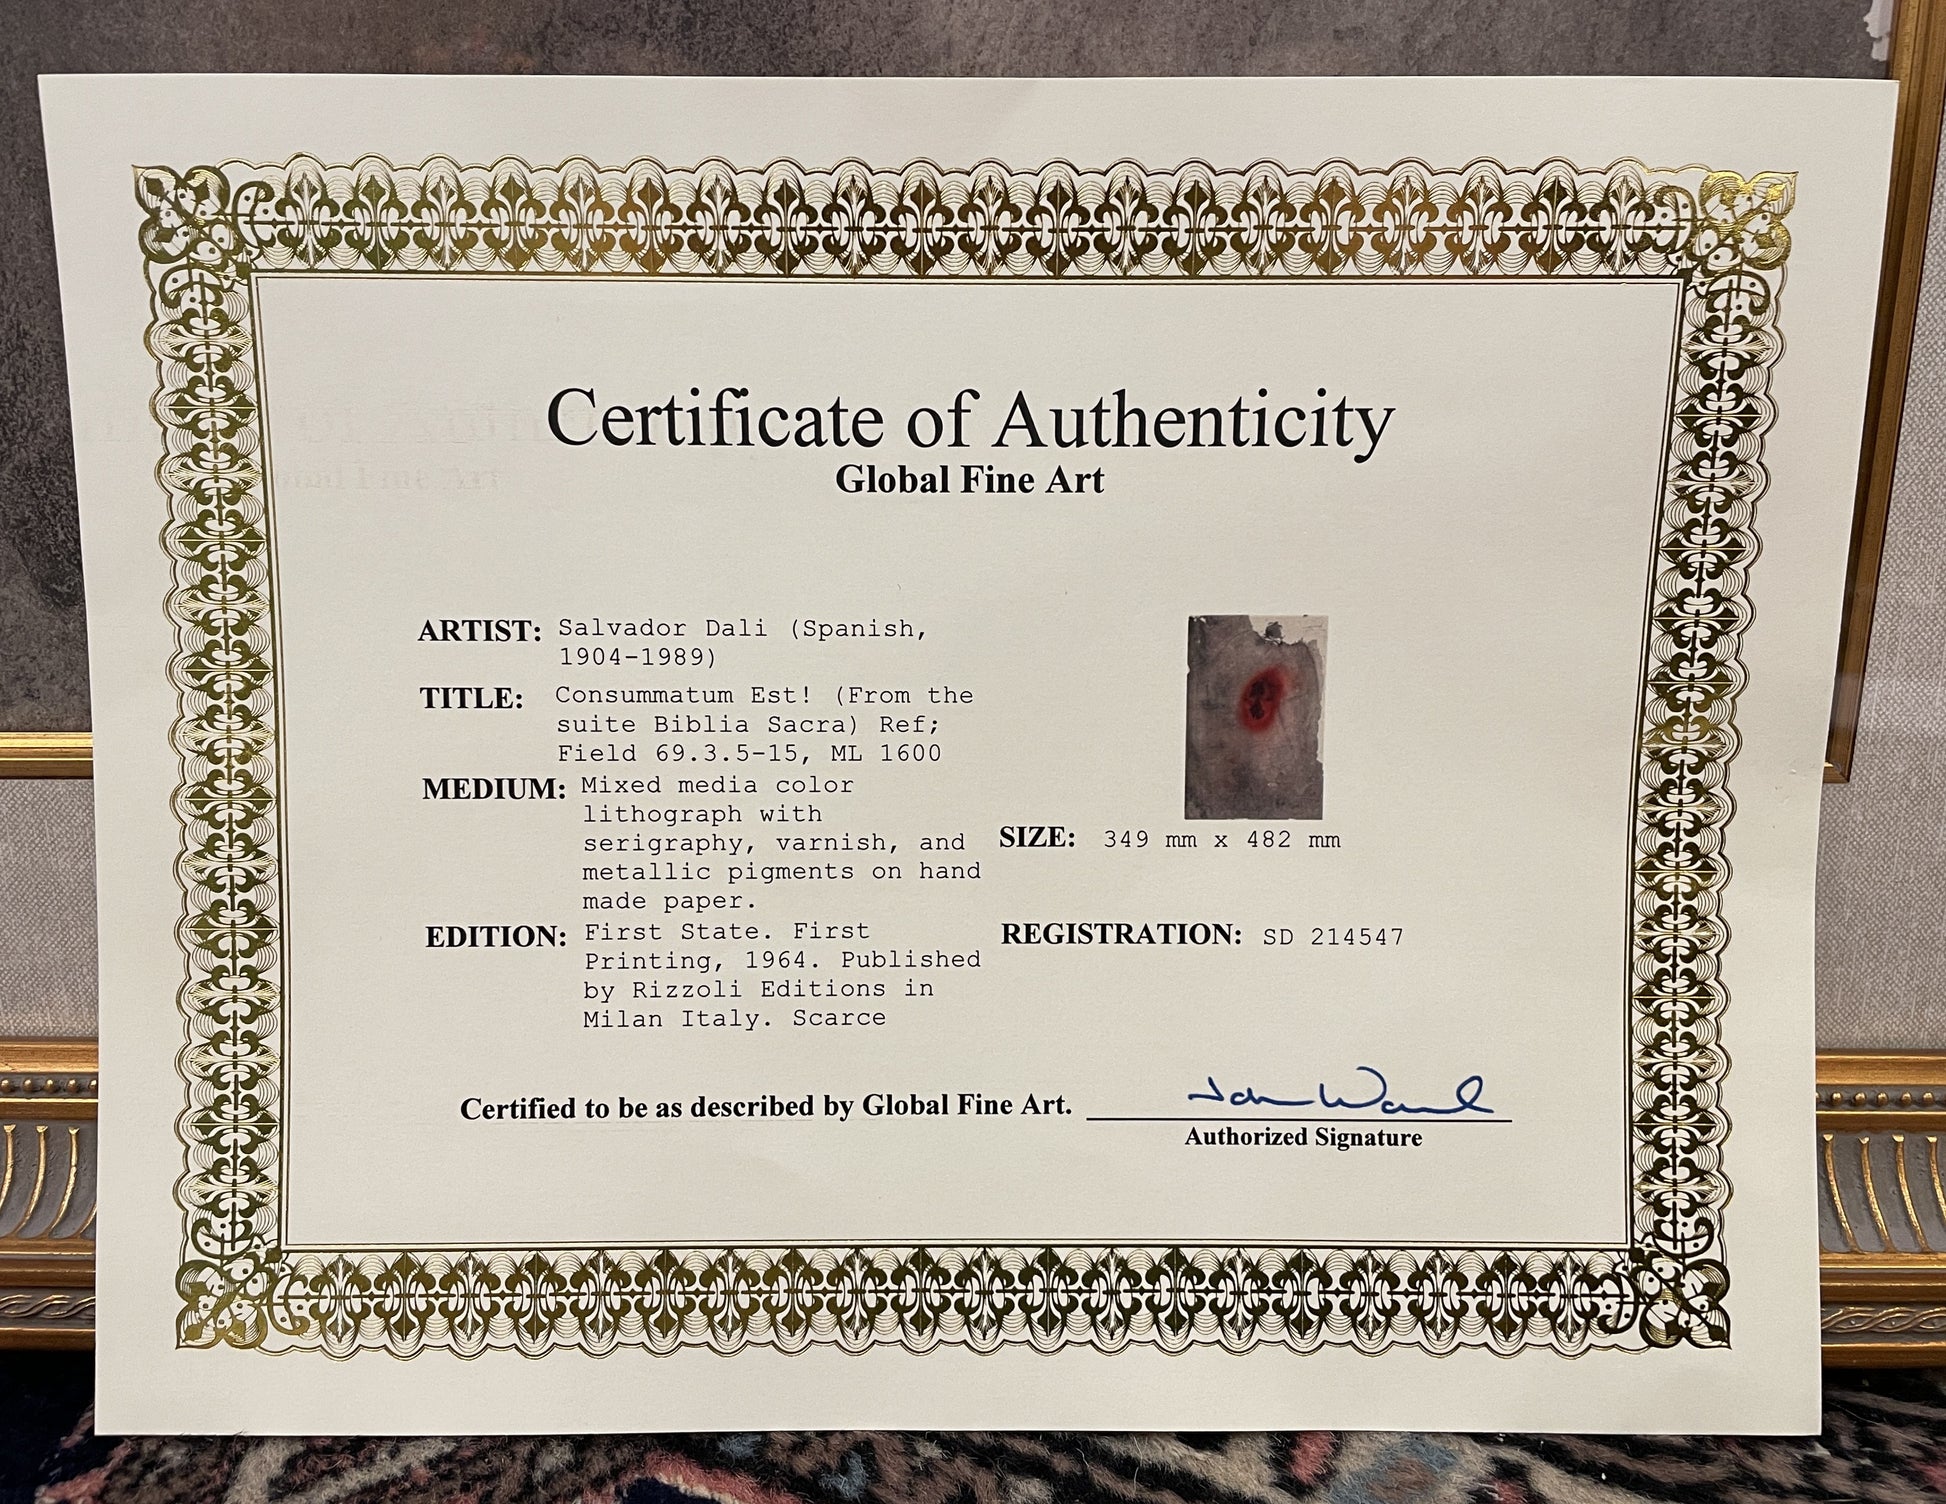 Certificate of Authenticity
Global Fine Art
ARTIST: Salvador Dali (Spanish,
1904-1989)
TITLE: Consummatum Est! (From the
suite Biblia Sacra) Ref;
Field 69.3.5-15, ML 1600
MEDIUM: Mixed media color
lithograph with
serigraphy, varnish, and
metallic pigments on hand
made paper.
SIZE: 349 mm x 482 mm
EDITION: First State. First
Printing, 1964. Published
by Rizzoli Editions in
Milan Italy. Scarce
REGISTRATION: SD 214547
Certified to be as described by Global Fine Art.
Authorized Signature